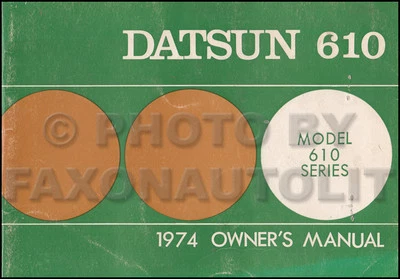 DATSUN 610
© PHOTO BY
FAXONAUTOLIT
MODEL
610
SERIES
1974 OWNER'S MANUAL